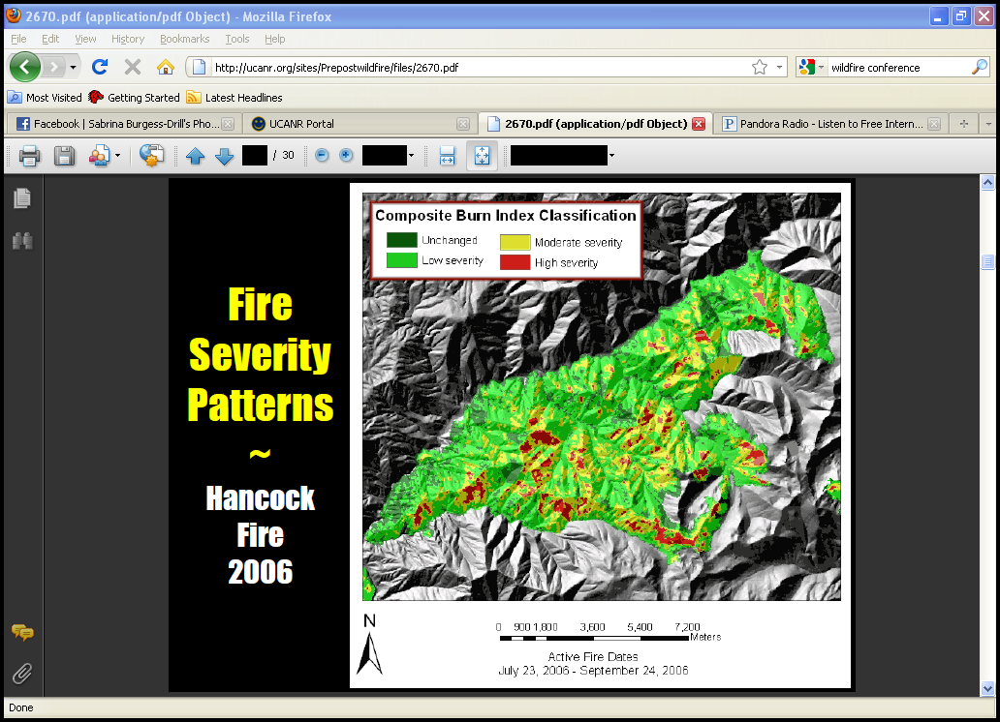 2670.pdf (application/pdf Object) - Mozilla Firefox
File Edit View History Bookmarks Tools Help
http://ucanr.org/sites/Prepostwildfire/files/2670.pdf
wildfire conference
Most Visited Getting Started Latest Headlines
Facebook | Sabrina Burgess-Drill's Pho...
UCANR Portal
2670.pdf (application/pdf Object)
Pandora Radio - Listen to Free Intern...
/ 30
Fire
Severity
Patterns
~
Hancock
Fire
2006
Composite Burn Index Classification
Unchanged
Low severity
Moderate severity
High severity
N
0 900 1,800 3,600 5,400 7,200
Meters
Active Fire Dates
July 23, 2006 - September 24, 2006
Done